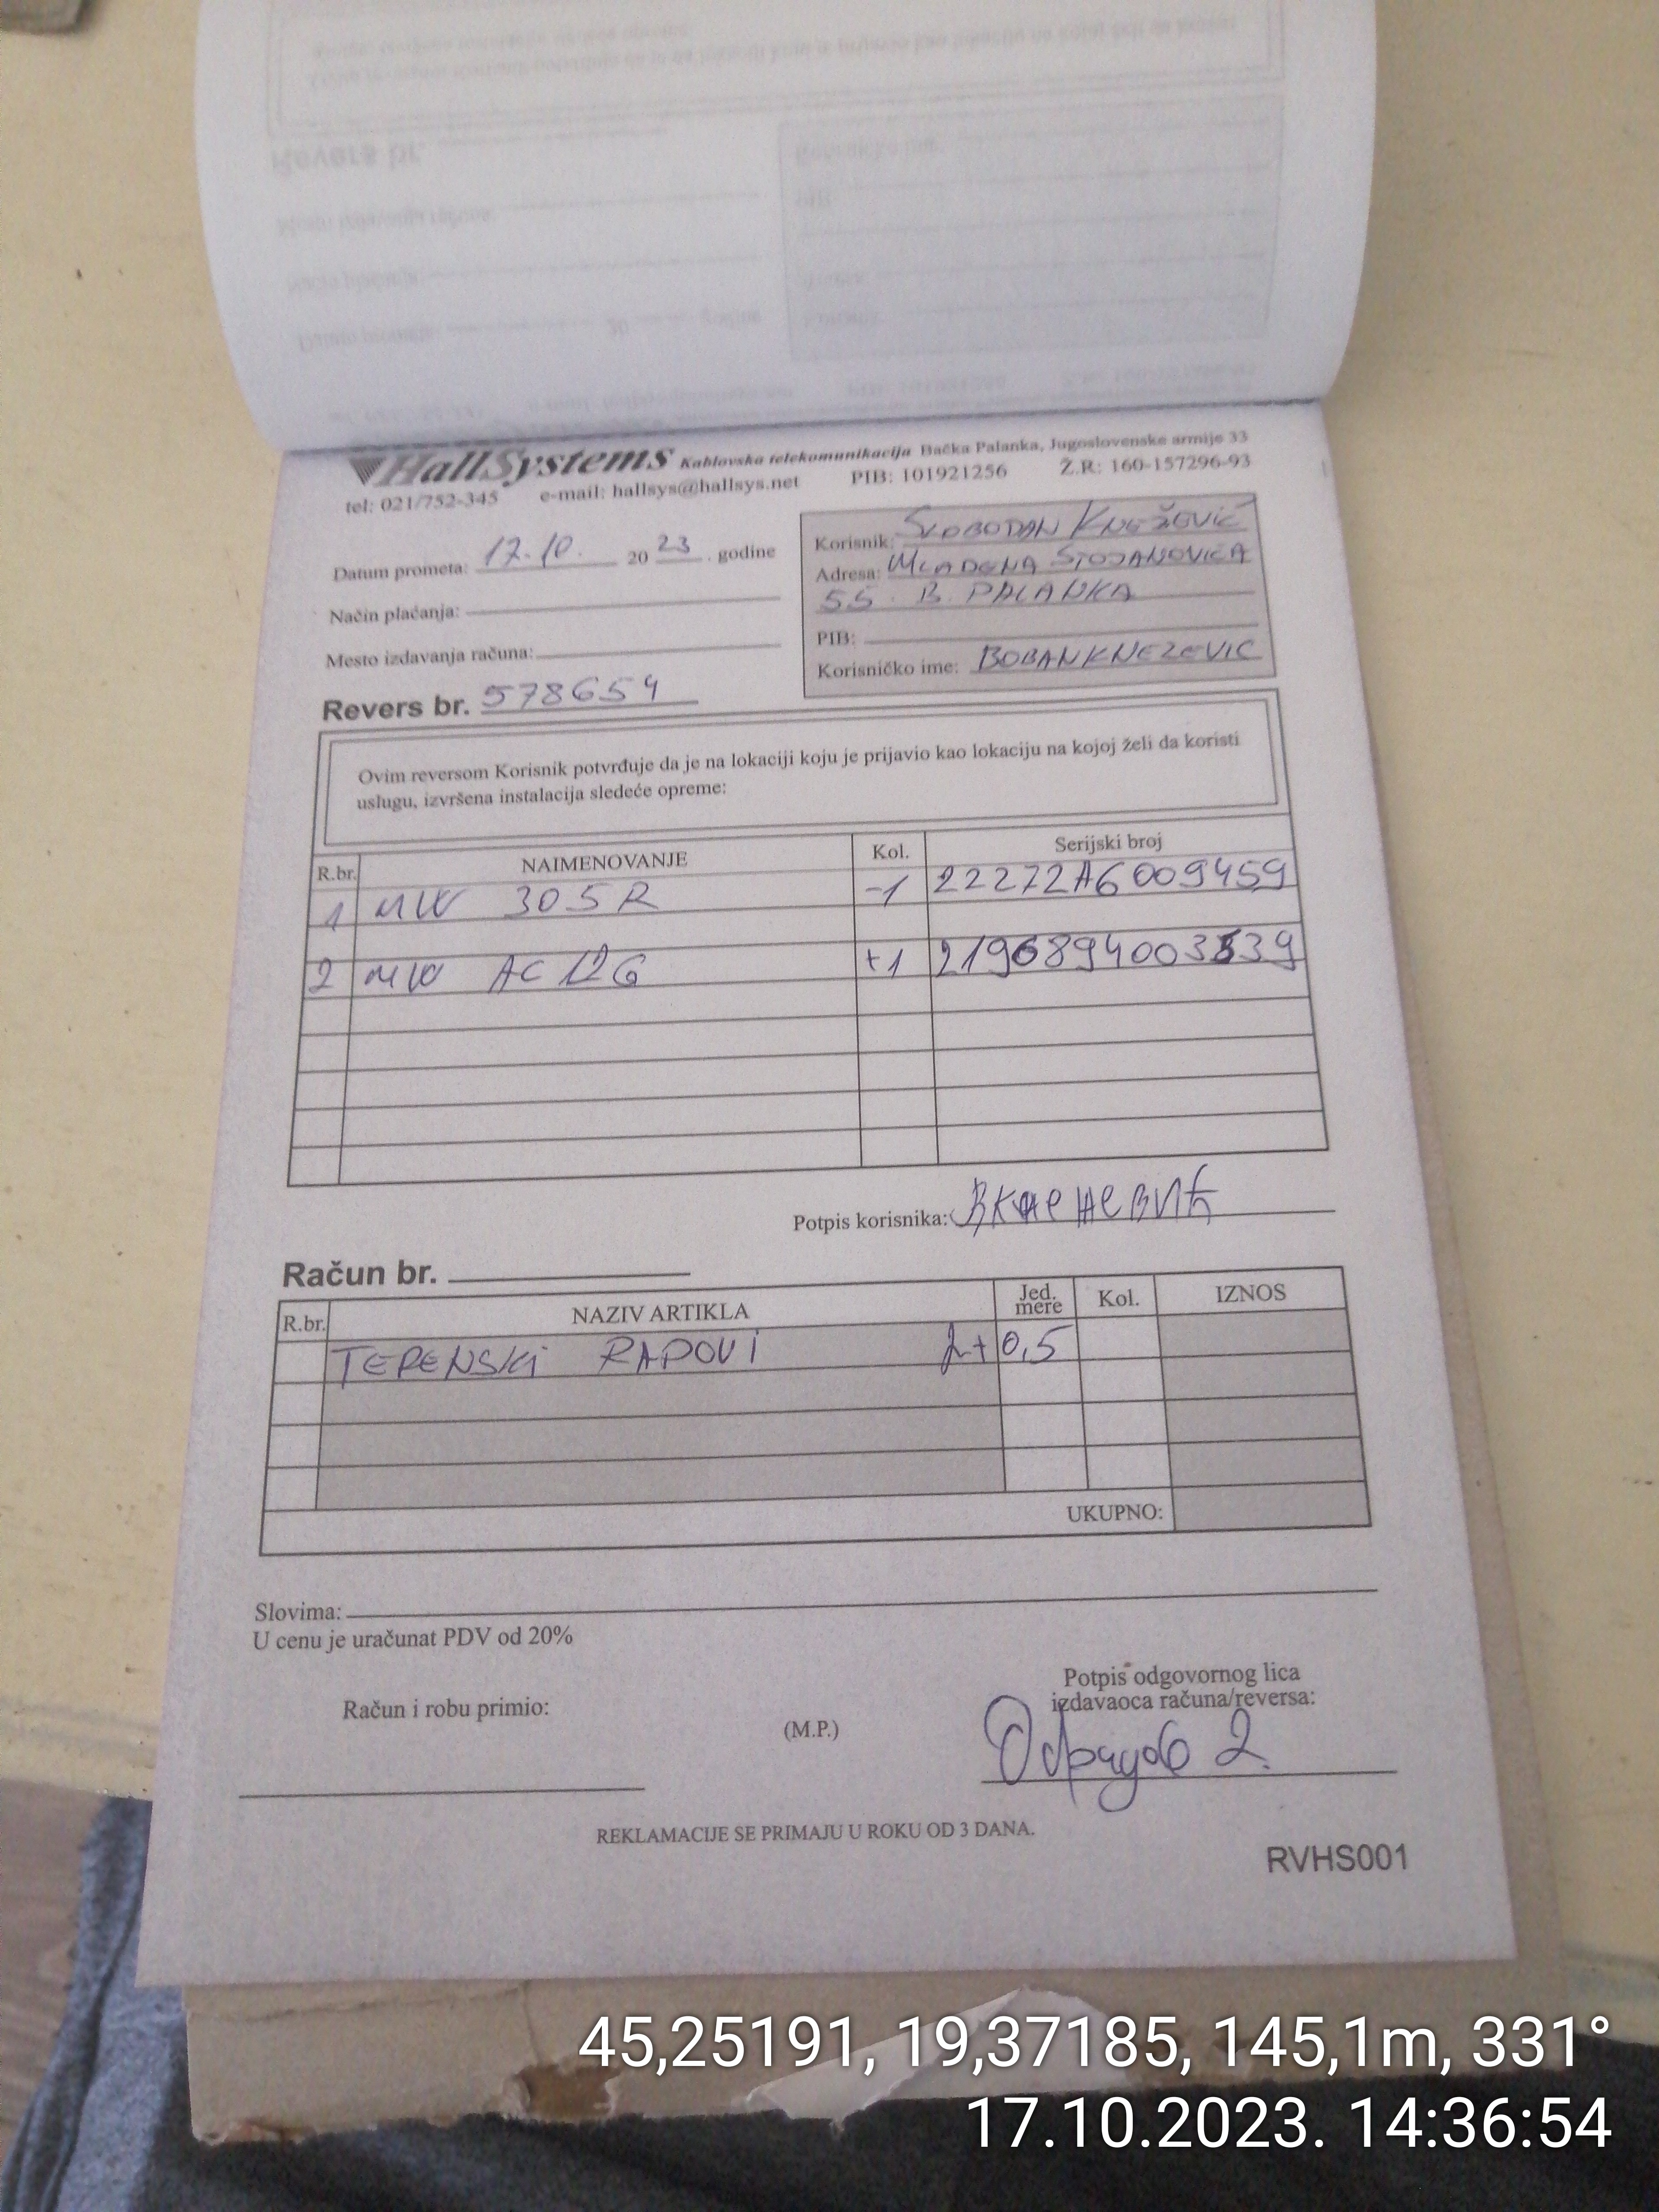 HallSystems Kablovska telekomunikacija Bačka Palanka, Jugoslovenske armije 33
tel: 021/752-345 e-mail: hallsys@hallsys.net PIB: 101921256 Ž.R: 160-157296-93
Datum prometa: 17.10. 20 23 . godine
Način plaćanja:
Mesto izdavanja računa:
Revers br. 578654
Korisnik: SLOBODAN KNEŽEVIĆ
Adresa: MLADENA STOJANOVIĆA
55 B. PALANKA
PIB:
Korisničko ime: BOBANKNEZEVIC
Ovim reversom Korisnik potvrđuje da je na lokaciji koju je prijavio kao lokaciju na kojoj želi da koristi
uslugu, izvršena instalacija sledeće opreme:
R.br. NAIMENOVANJE Kol. Serijski broj
1 MW 305R -1 22272A6009459
2 MW AC12G +1
Potpis korisnika:
Račun br.
R.br. NAZIV ARTIKLA Jed. mere Kol. IZNOS
TERENSKI RADOVI 2+0,5
UKUPNO:
Slovima:
U cenu je uračunat PDV od 20%
Račun i robu primio:
(M.P.)
Potpis odgovornog lica
izdavaoca računa/reversa:
REKLAMACIJE SE PRIMAJU U ROKU OD 3 DANA.
RVHS001
45,25191, 19,37185, 145,1m, 331°
17.10.2023. 14:36:54